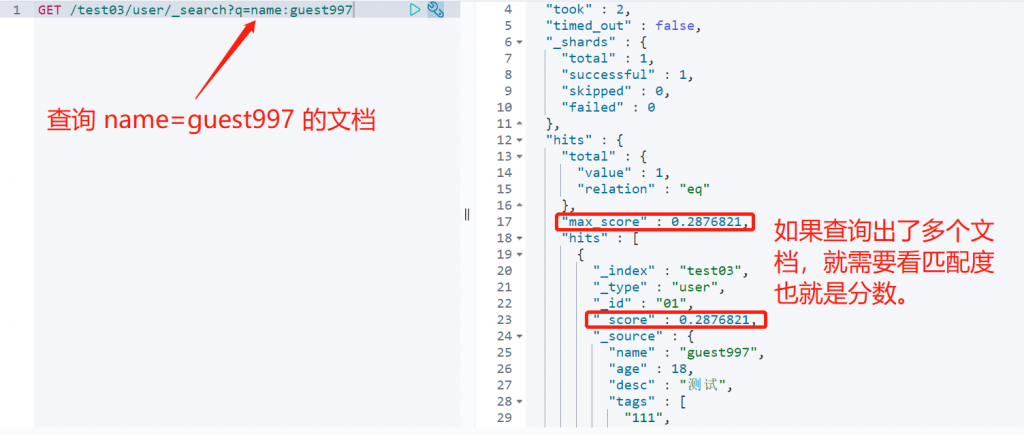 1 GET /test03/user/_search?q=name:guest997
查询 name=guest997 的文档
4 "took" : 2,
5 "timed_out" : false,
6 "_shards" : {
7 "total" : 1,
8 "successful" : 1,
9 "skipped" : 0,
10 "failed" : 0
11 },
12 "hits" : {
13 "total" : {
14 "value" : 1,
15 "relation" : "eq"
16 },
17 "max_score" : 0.2876821,
18 "hits" : [
19 {
20 "_index" : "test03",
21 "_type" : "user",
22 "_id" : "01",
23 "_score" : 0.2876821,
24 "_source" : {
25 "name" : "guest997",
26 "age" : 18,
27 "desc" : "测试",
28 "tags" : [
29 "111",
如果查询出了多个文
档，就需要看匹配度
也就是分数。